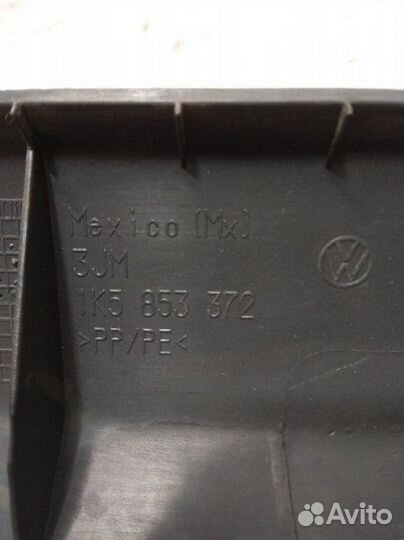 Mexico (Mx)
3JM
1K5 853 372
>PP/PE<
Avito